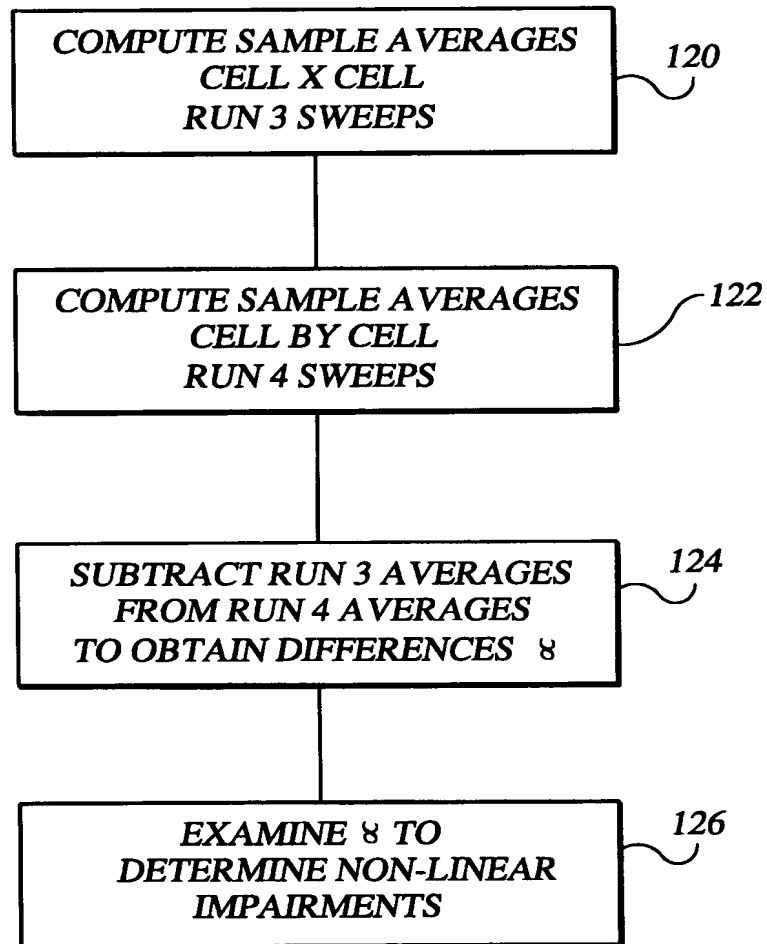 COMPUTE SAMPLE AVERAGES
CELL X CELL
RUN 3 SWEEPS
120
COMPUTE SAMPLE AVERAGES
CELL BY CELL
RUN 4 SWEEPS
122
SUBTRACT RUN 3 AVERAGES
FROM RUN 4 AVERAGES
TO OBTAIN DIFFERENCES
124
EXAMINE TO
DETERMINE NON-LINEAR
IMPAIRMENTS
126